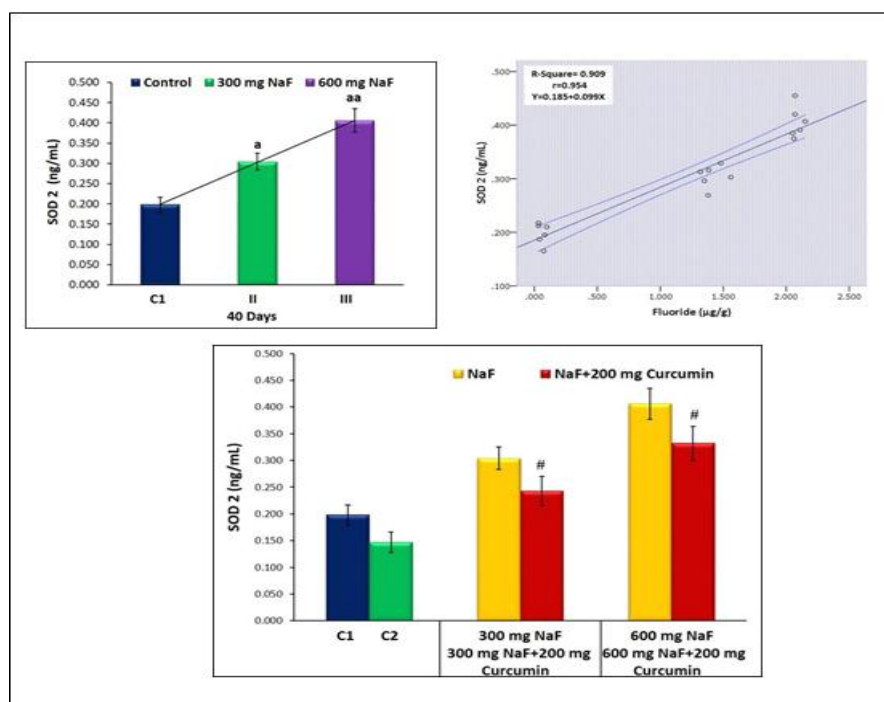 Control 300 mg NaF 600 mg NaF
0.500
0.450
0.400
0.350
0.300
0.250
0.200
0.150
0.100
0.050
0.000
SOD 2 (ng/mL)
a
aa
C1 II III
40 Days
R-Square= 0.909
r=0.954
Y=0.185+0.099X
.500
.400
.300
.200
.100
SOD 2 (ng/mL)
.000 .500 1.000 1.500 2.000 2.500
Fluoride (µg/g)
NaF NaF+200 mg Curcumin
0.500
0.450
0.400
0.350
0.300
0.250
0.200
0.150
0.100
0.050
0.000
SOD 2 (ng/mL)
#
#
C1 C2
300 mg NaF
300 mg NaF+200 mg
Curcumin
600 mg NaF
600 mg NaF+200 mg
Curcumin